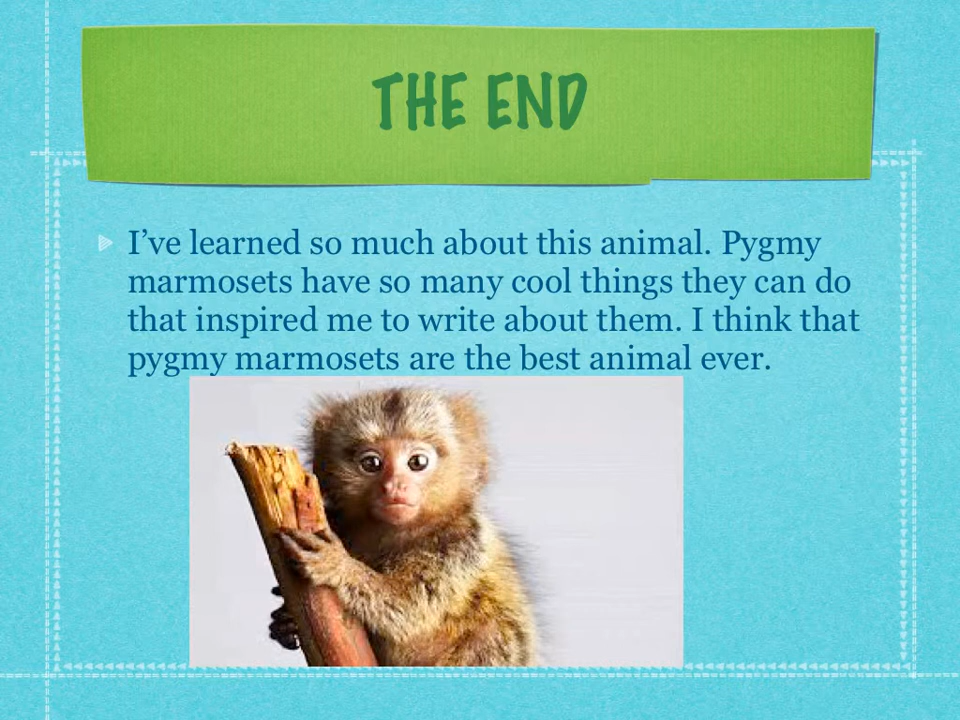 THE END
I’ve learned so much about this animal. Pygmy
marmosets have so many cool things they can do
that inspired me to write about them. I think that
pygmy marmosets are the best animal ever.